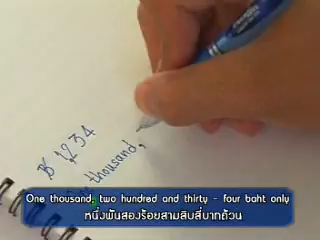 ฿ 1234
One thousand,
One thousand, two hundred and thirty - four baht only
หนึ่งพันสองร้อยสามสิบสี่บาทถ้วน